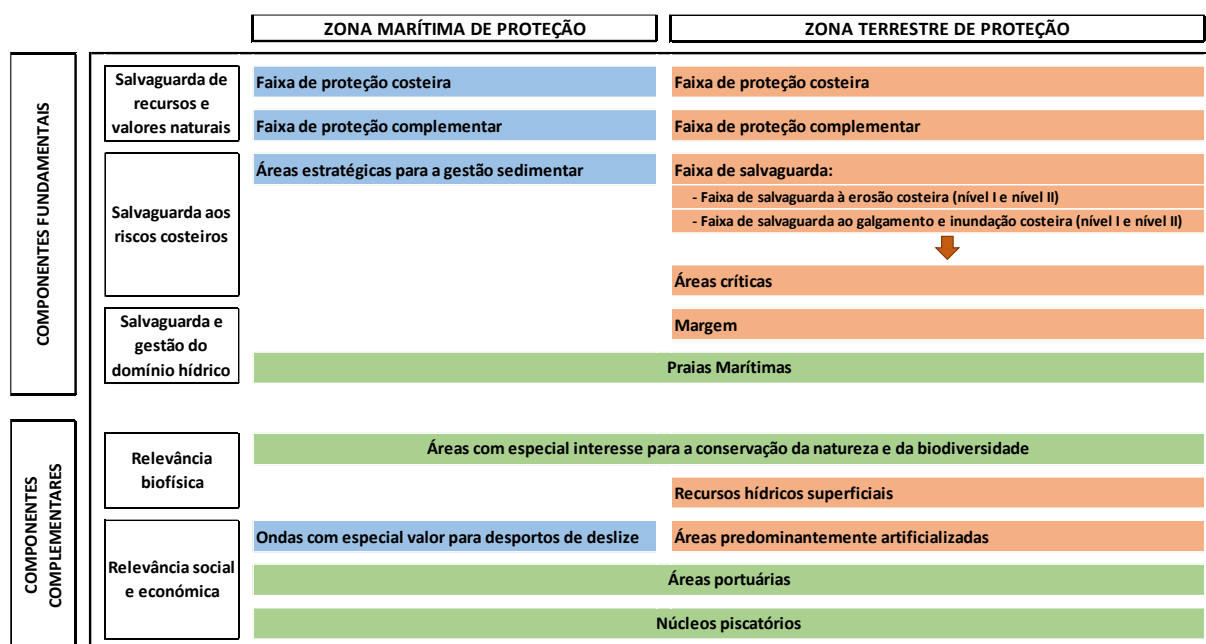 ZONA MARÍTIMA DE PROTEÇÃO
ZONA TERRESTRE DE PROTEÇÃO
COMPONENTES FUNDAMENTAIS
Salvaguarda de
recursos e
valores naturais
Faixa de proteção costeira
Faixa de proteção costeira
Faixa de proteção complementar
Faixa de proteção complementar
Salvaguarda aos
riscos costeiros
Áreas estratégicas para a gestão sedimentar
Faixa de salvaguarda:
- Faixa de salvaguarda à erosão costeira (nível I e nível II)
- Faixa de salvaguarda ao galgamento e inundação costeira (nível I e nível II)
Áreas críticas
Salvaguarda e
gestão do
domínio hídrico
Margem
Praias Marítimas
COMPONENTES
COMPLEMENTARES
Relevância
biofísica
Áreas com especial interesse para a conservação da natureza e da biodiversidade
Recursos hídricos superficiais
Relevância social
e económica
Ondas com especial valor para desportos de deslize
Áreas predominantemente artificializadas
Áreas portuárias
Núcleos piscatórios